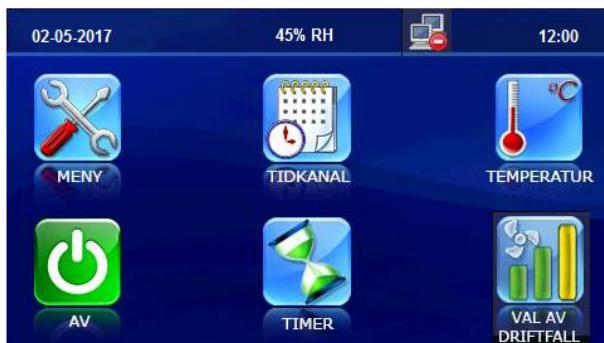 02-05-2017 45% RH 12:00
MENY TIDKANAL °C TEMPERATUR
AV TIMER VAL AV
DRIFTFALL